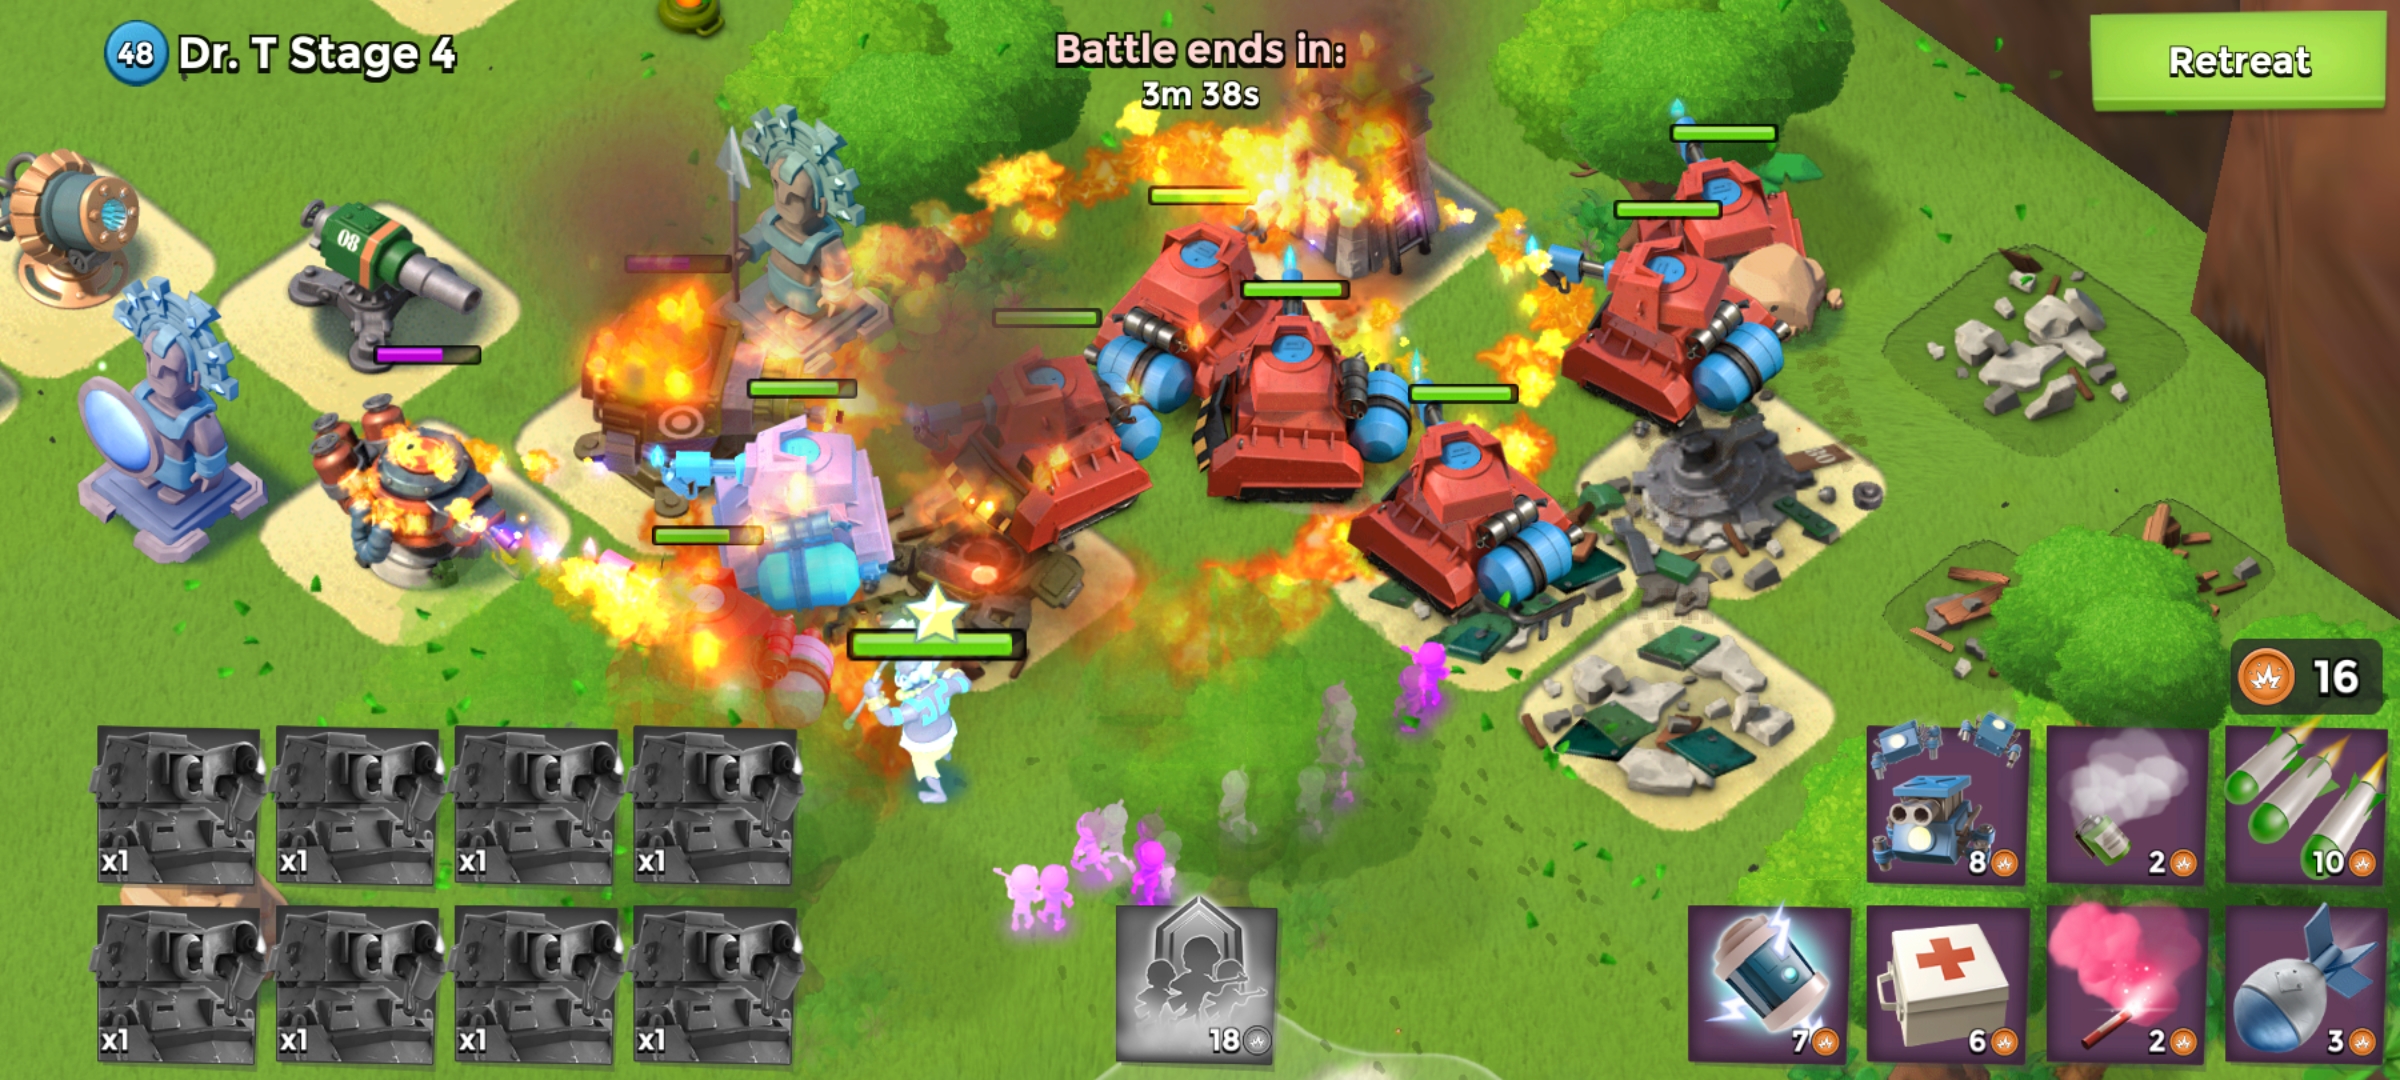 48 Dr. T Stage 4
Battle ends in:
3m 38s
Retreat
08
30
16
x1 x1 x1 x1
8 2 10
x1 x1 x1 x1
18
7 6 2 3